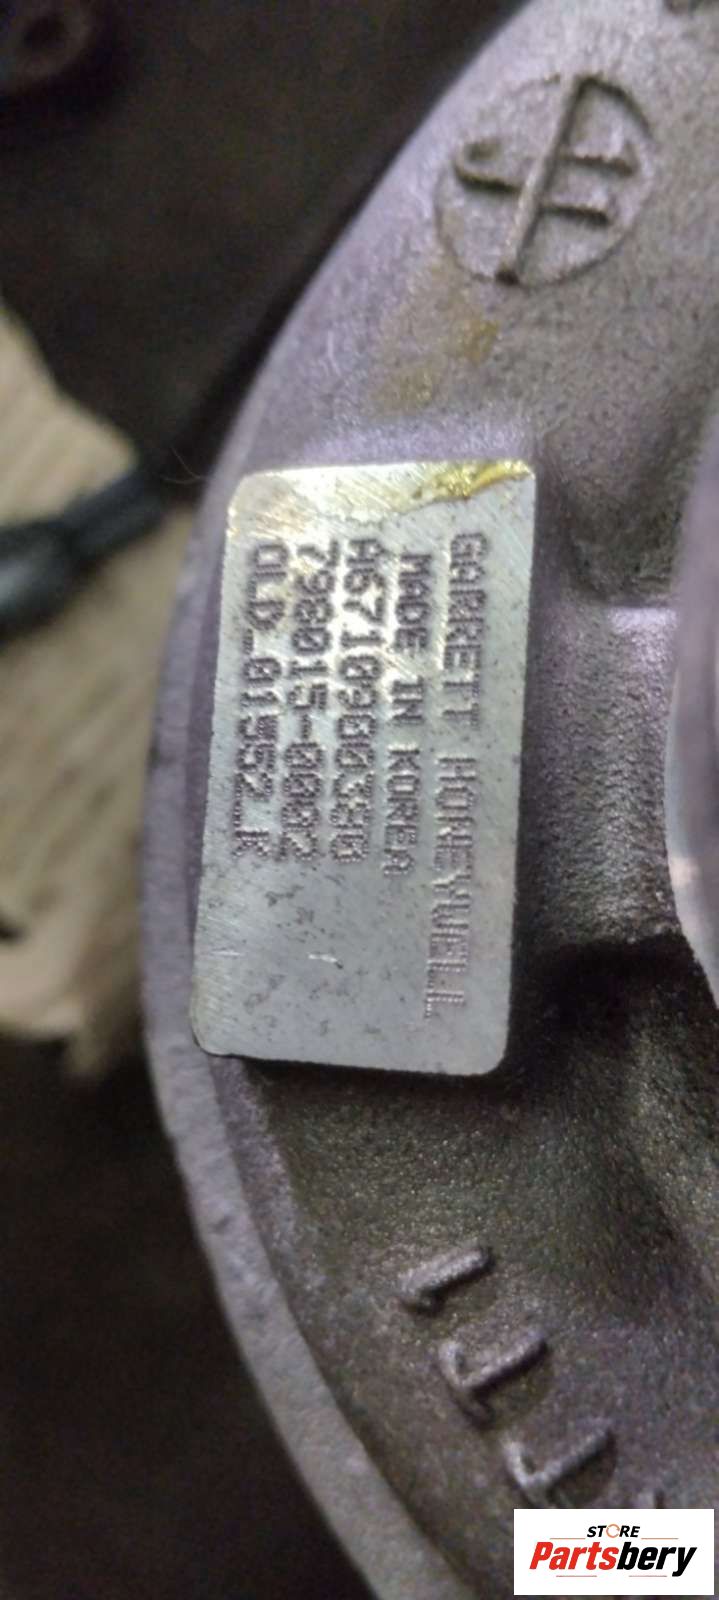 GARRETT HONEYWELL
MADE IN KOREA
A6710900380
798015-0002
OLD_01552_K
STORE
Partsbery